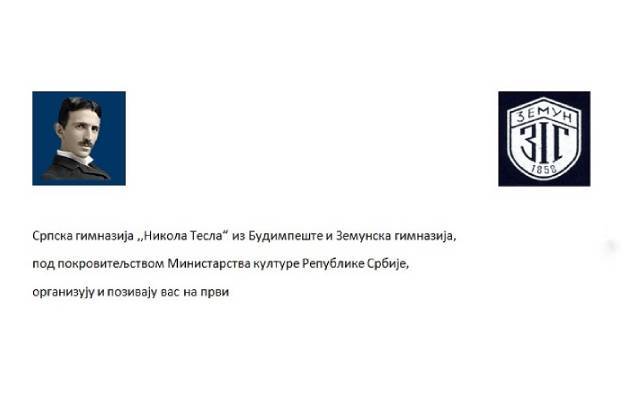 ЗЕМУН
ЗІГ
1858
Српска гимназија ,,Никола Тесла“ из Будимпеште и Земунска гимназија,
под покровитељством Министарства културе Републике Србије,
организују и позивају вас на први